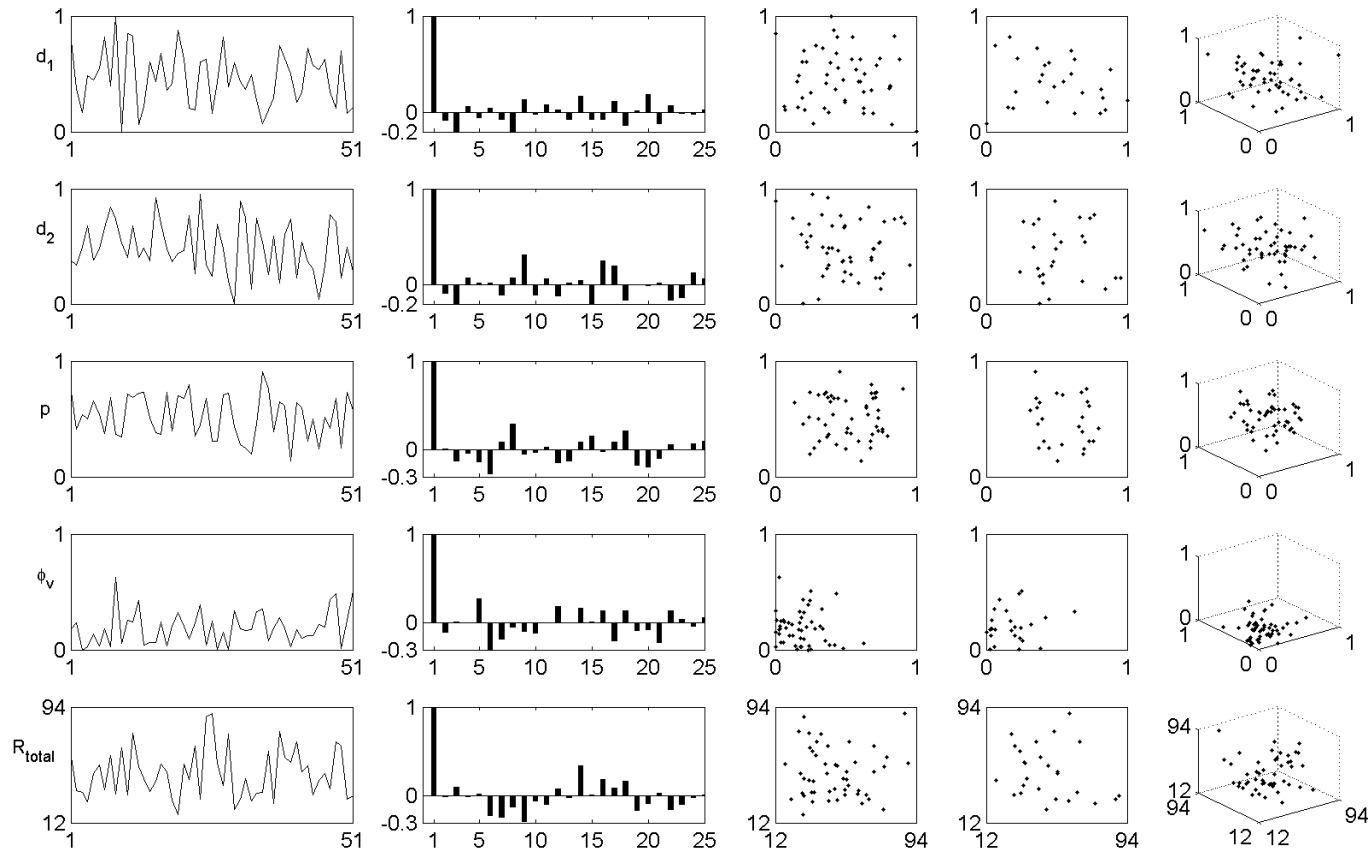 1 1 1 1 1
d1
0 0 -0.2 0 0 0 1 0 0 1
1 51 1 5 10 15 20 25 0 1 0 1
1 1 1 1 1
d2
0 0 -0.2 0 0 0 1 0 0 1
1 51 1 5 10 15 20 25 0 1 0 1
1 1 1 1 1
p
0 0 -0.3 0 0 0 1 0 0 1
1 51 1 5 10 15 20 25 0 1 0 1
1 1 1 1 1
ϕv
0 0 -0.3 0 0 0 1 0 0 1
1 51 1 5 10 15 20 25 0 1 0 1
94 1 94 94 94
Rtotal
12 0 -0.3 12 12 12 94 12 12 94
1 51 1 5 10 15 20 25 12 94 12 94